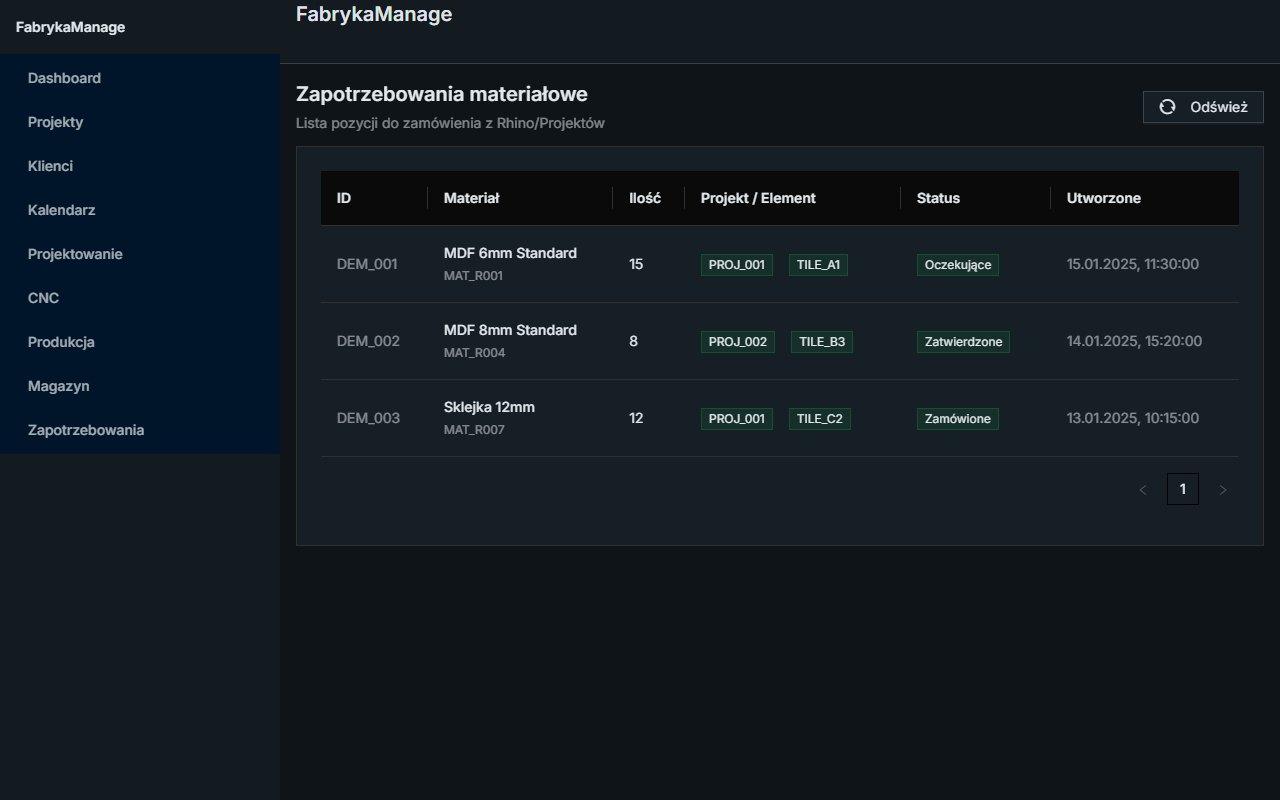 FabrykaManage
Dashboard
Projekty
Klienci
Kalendarz
Projektowanie
CNC
Produkcja
Magazyn
Zapotrzebowania
FabrykaManage
Zapotrzebowania materiałowe
Lista pozycji do zamówienia z Rhino/Projektów
Odśwież
ID Materiał Ilość Projekt / Element Status Utworzone
DEM_001 MDF 6mm Standard 15 PROJ_001 TILE_A1 Oczekujące 15.01.2025, 11:30:00
MAT_R001
DEM_002 MDF 8mm Standard 8 PROJ_002 TILE_B3 Zatwierdzone 14.01.2025, 15:20:00
MAT_R004
DEM_003 Sklejka 12mm 12 PROJ_001 TILE_C2 Zamówione 13.01.2025, 10:15:00
MAT_R007
1